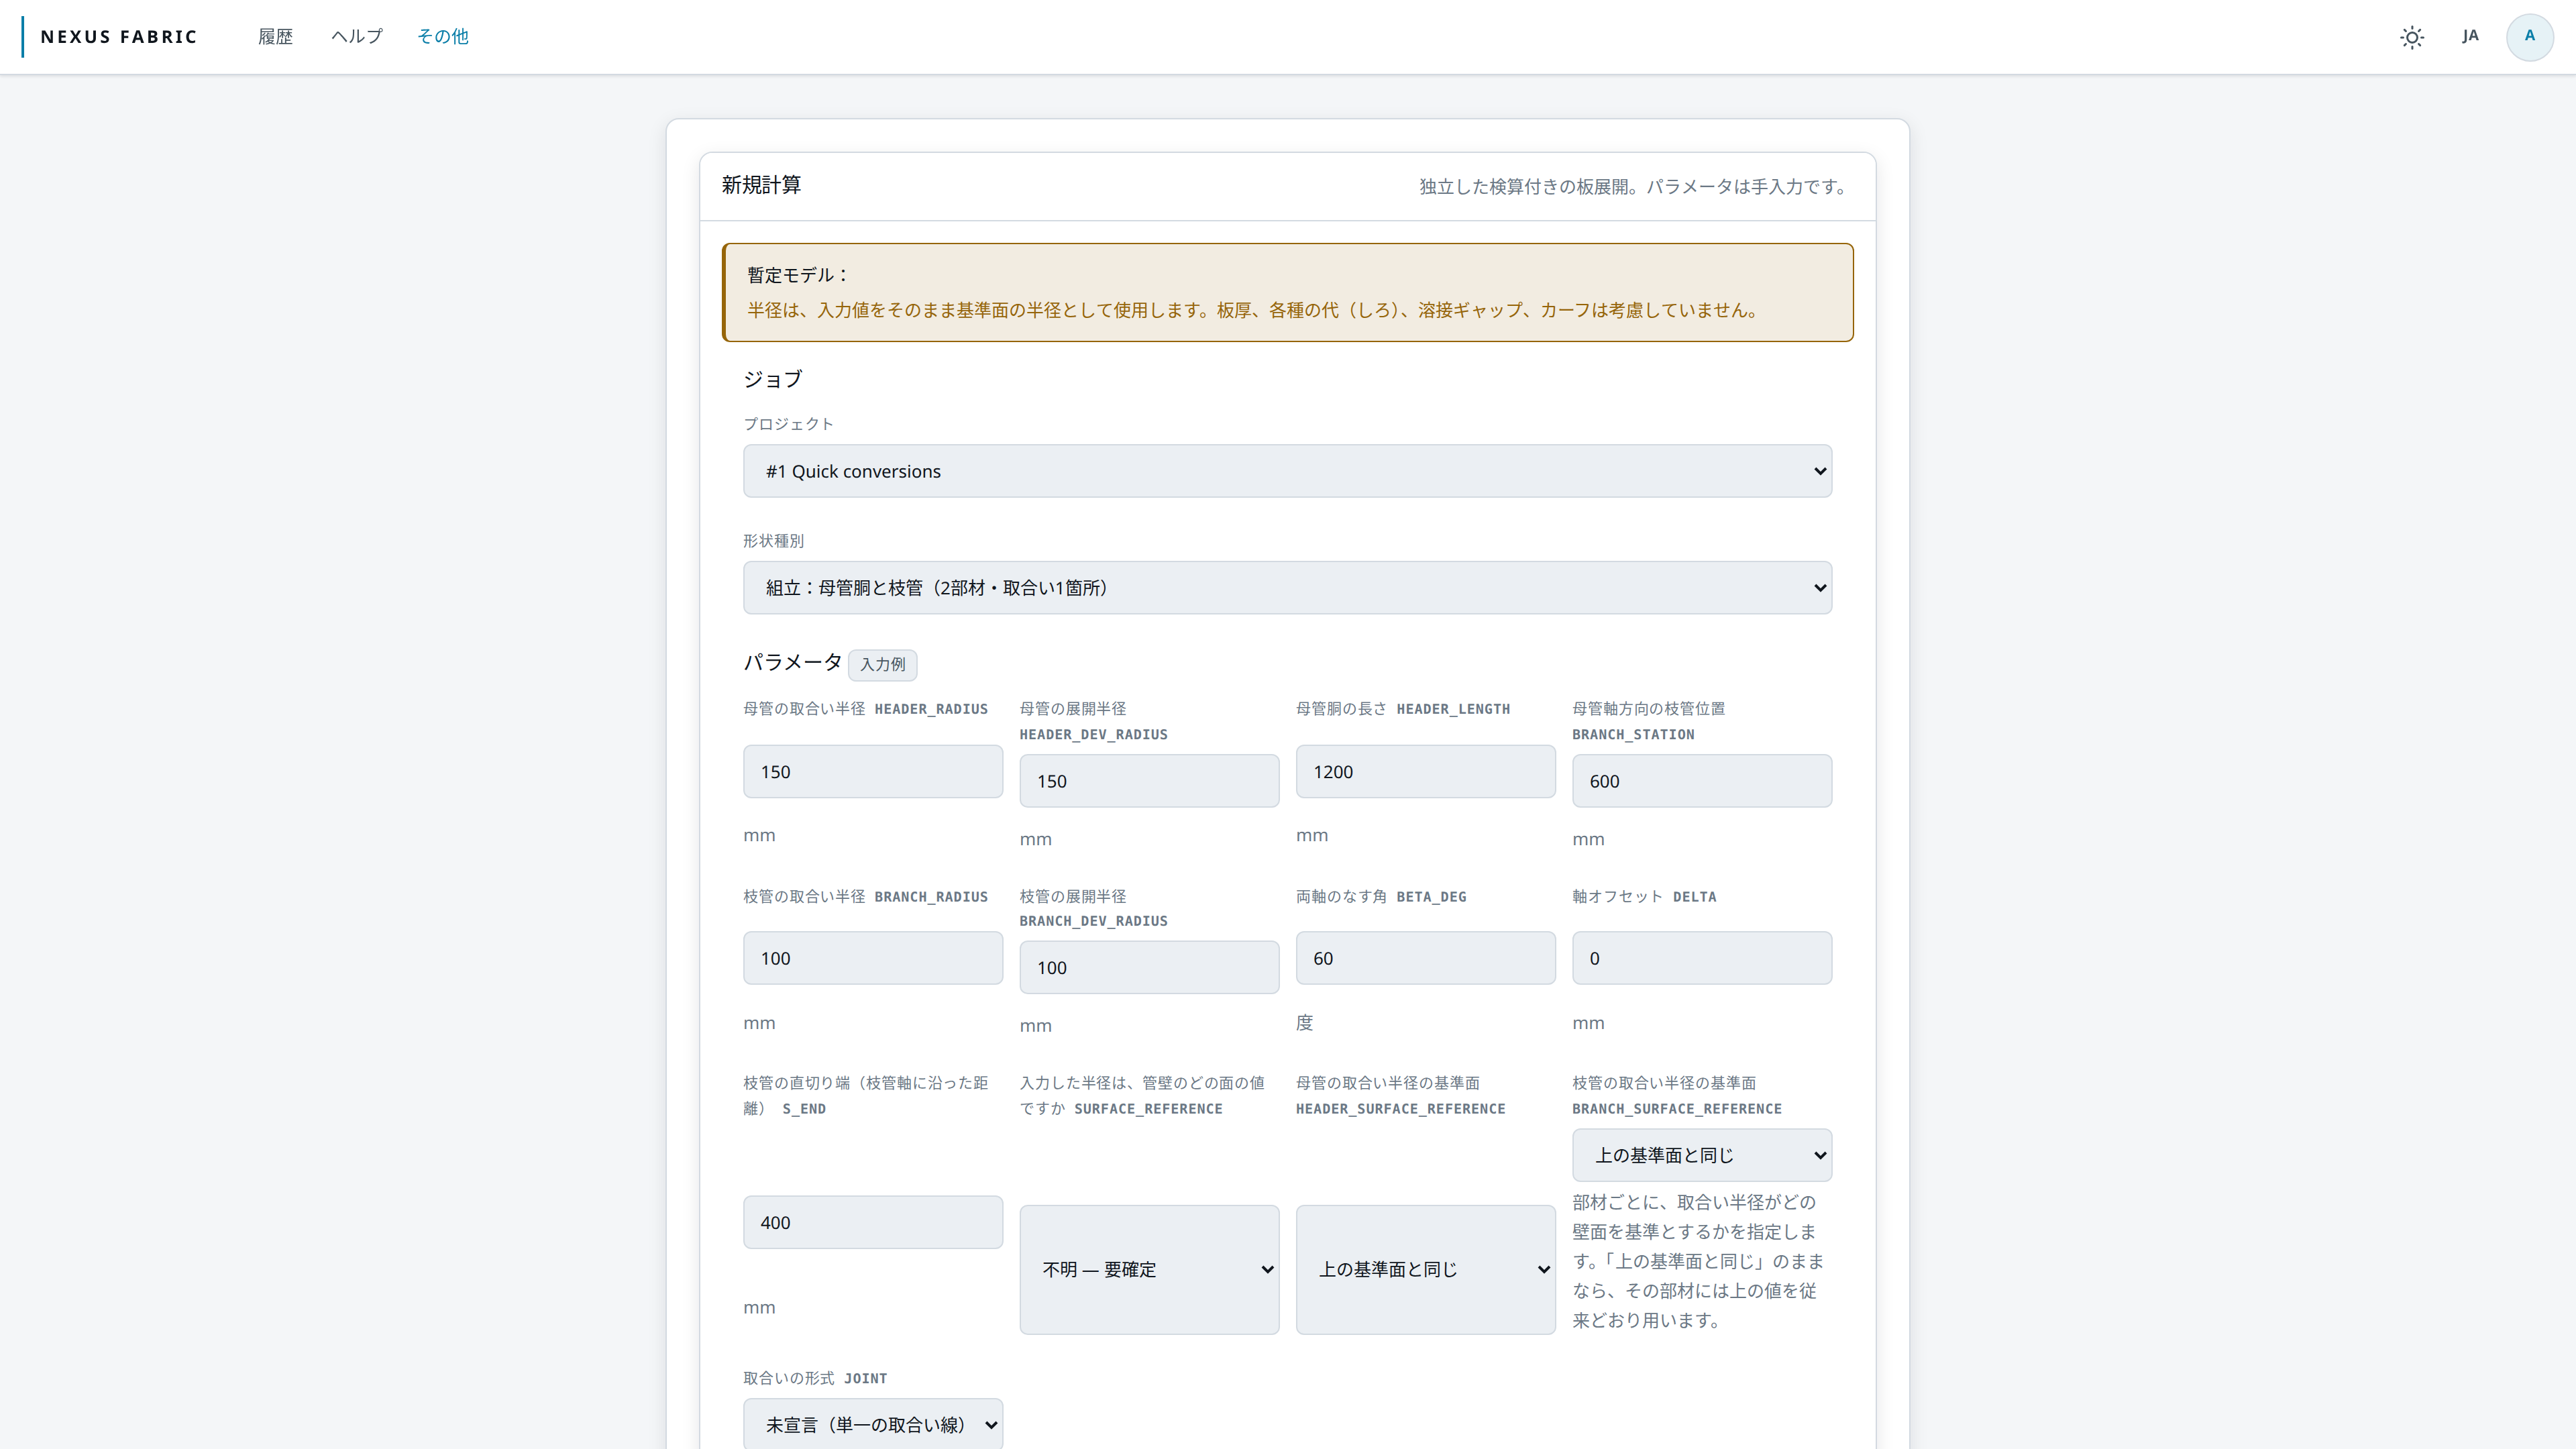 NEXUS FABRIC
履歴
ヘルプ
その他
JA
A
新規計算
独立した検算付きの板展開。パラメータは手入力です。
暫定モデル：
半径は、入力値をそのまま基準面の半径として使用します。板厚、各種の代（しろ）、溶接ギャップ、カーフは考慮していません。
ジョブ
プロジェクト
#1 Quick conversions
形状種別
組立：母管胴と枝管（2部材・取合い1箇所）
パラメータ 入力例
母管の取合い半径 HEADER_RADIUS
150
mm
母管の展開半径
HEADER_DEV_RADIUS
150
mm
母管胴の長さ HEADER_LENGTH
1200
mm
母管軸方向の枝管位置
BRANCH_STATION
600
mm
枝管の取合い半径 BRANCH_RADIUS
100
mm
枝管の展開半径
BRANCH_DEV_RADIUS
100
mm
両軸のなす角 BETA_DEG
60
度
軸オフセット DELTA
0
mm
枝管の直切り端（枝管軸に沿った距
離） S_END
400
mm
入力した半径は、管壁のどの面の値
ですか SURFACE_REFERENCE
不明 — 要確定
母管の取合い半径の基準面
HEADER_SURFACE_REFERENCE
上の基準面と同じ
枝管の取合い半径の基準面
BRANCH_SURFACE_REFERENCE
上の基準面と同じ
部材ごとに、取合い半径がどの
壁面を基準とするかを指定しま
す。「上の基準面と同じ」のまま
なら、その部材には上の値を従
来どおり用います。
取合いの形式 JOINT
未宣言（単一の取合い線）